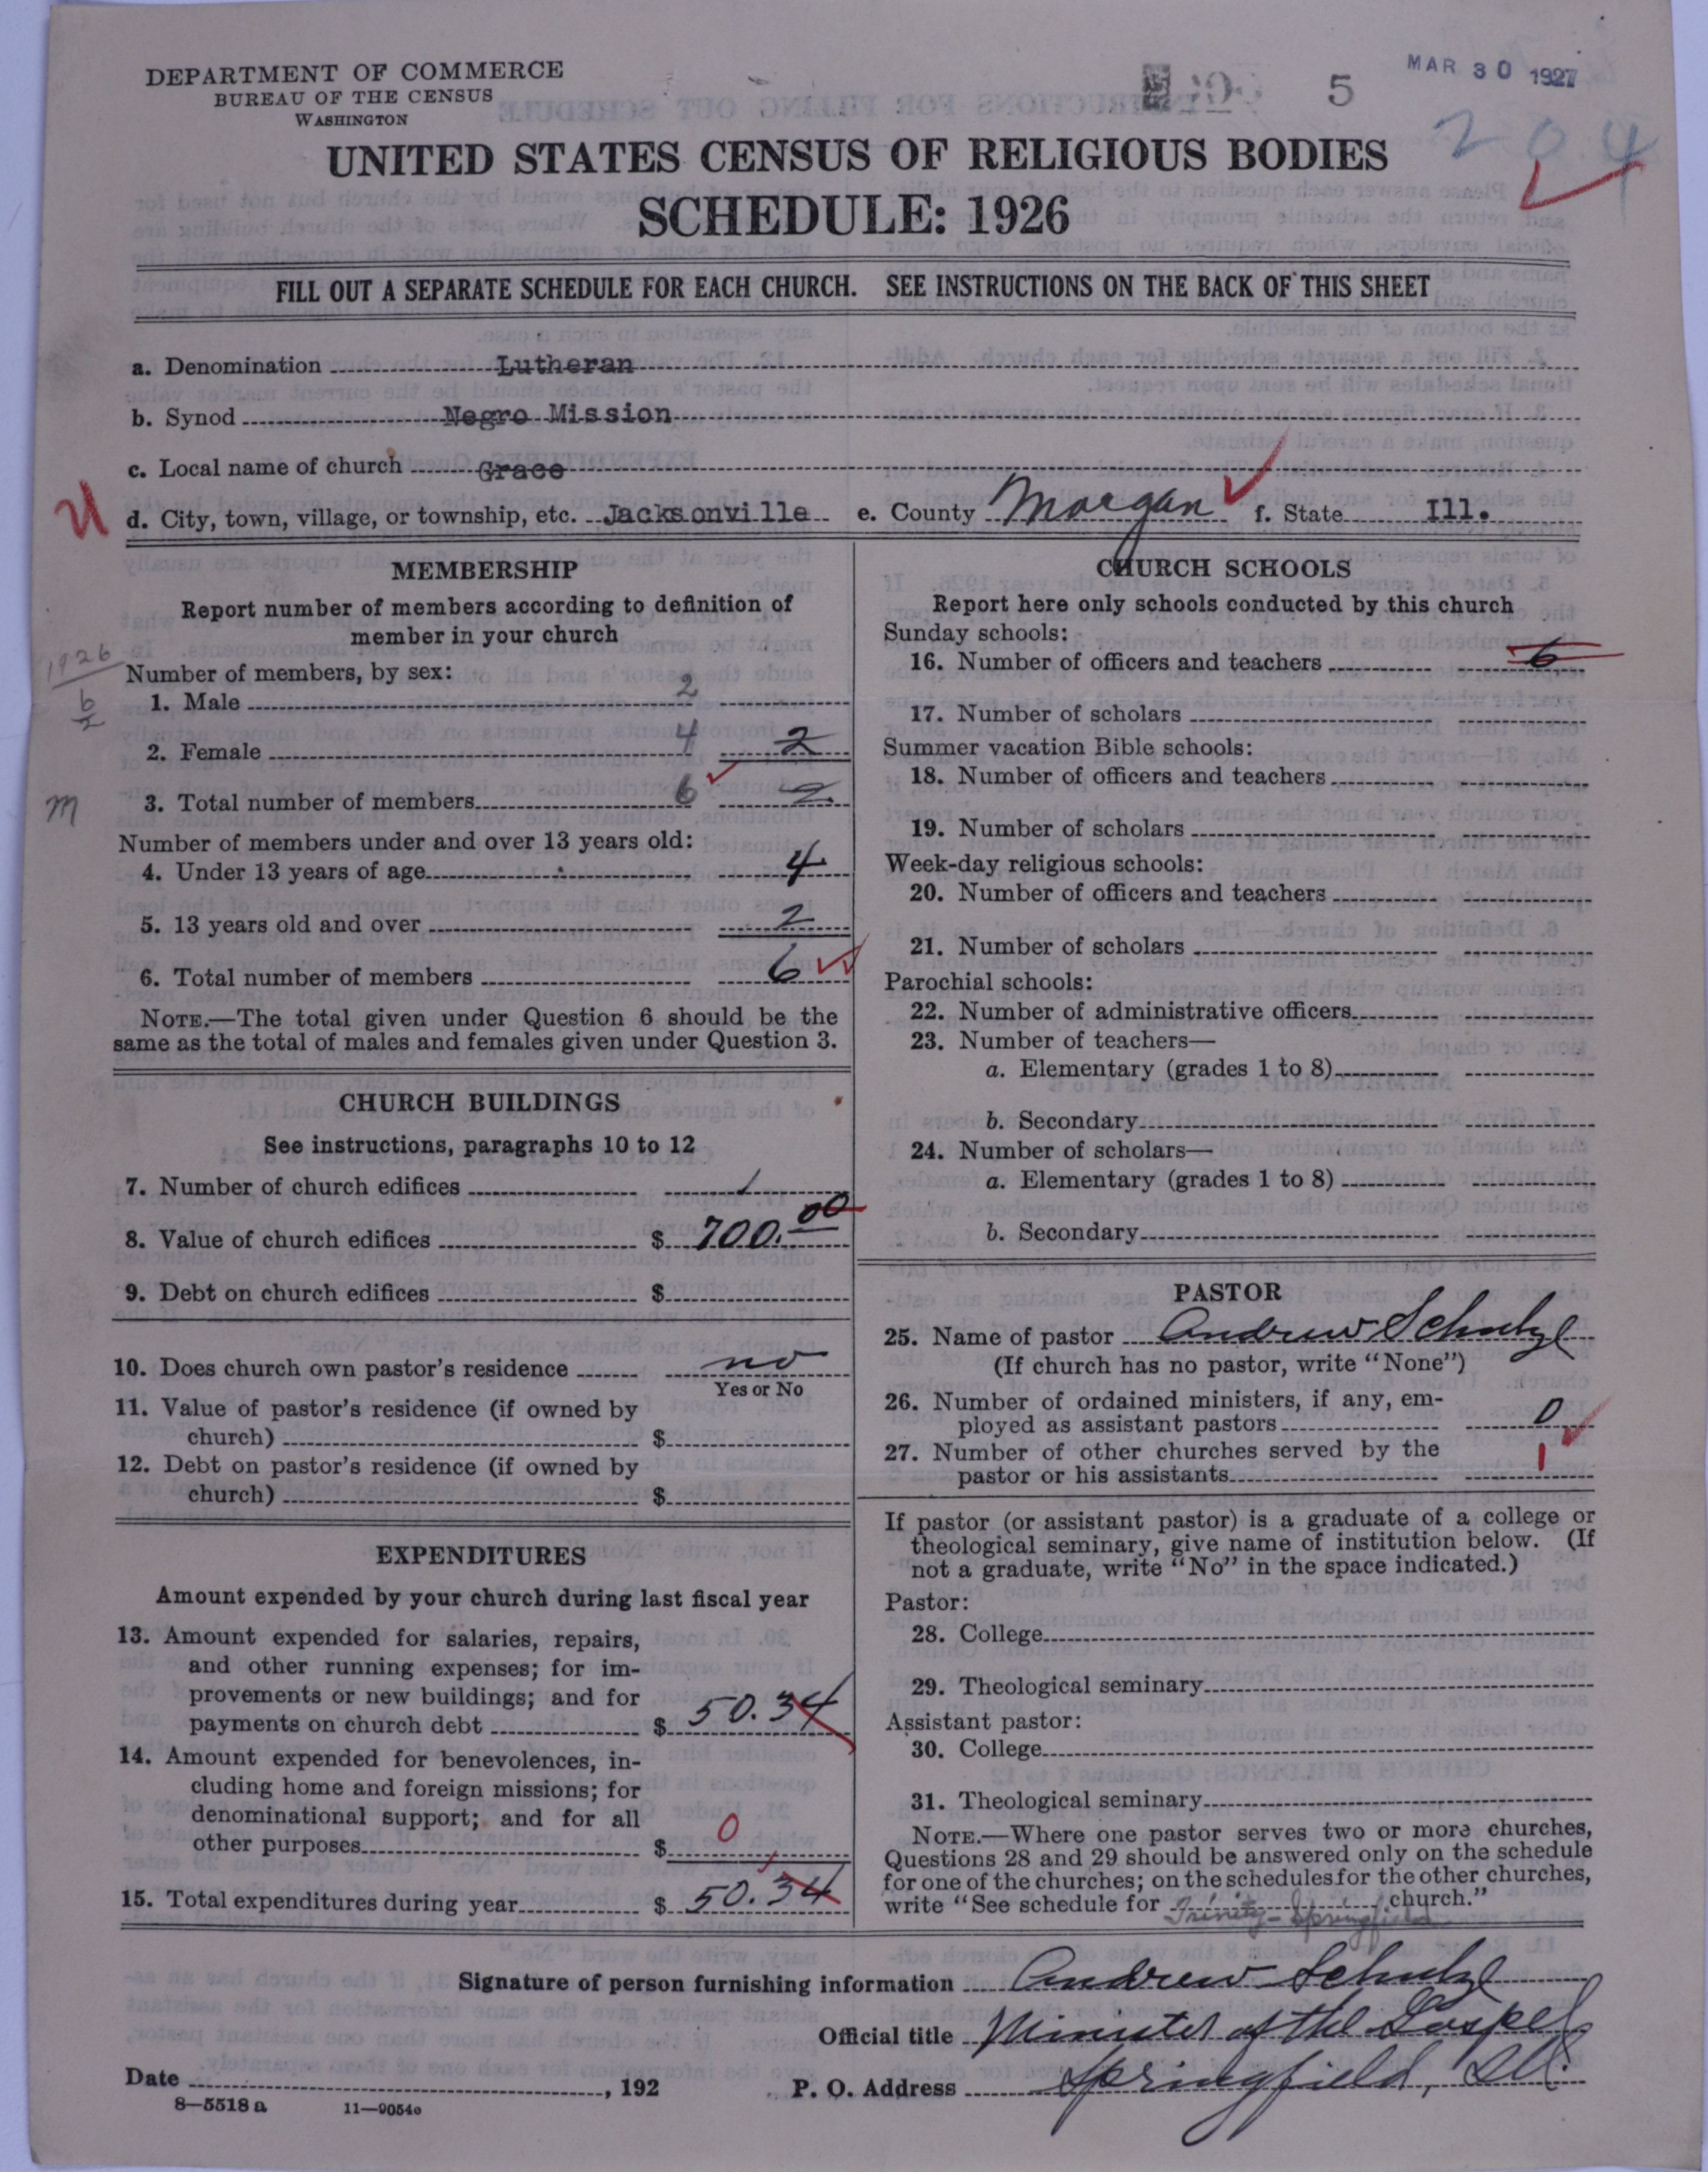 DEPARTMENT OF COMMERCE
BUREAU OF THE CENSUS
WASHINGTON
5
MAR 30 1927
204
UNITED STATES CENSUS OF RELIGIOUS BODIES
SCHEDULE: 1926
FILL OUT A SEPARATE SCHEDULE FOR EACH CHURCH. SEE INSTRUCTIONS ON THE BACK OF THIS SHEET
a. Denomination Lutheran
b. Synod Negro Mission
c. Local name of church Grace
d. City, town, village, or township, etc. Jacksonville e. County Morgan f. State Ill.
MEMBERSHIP
Report number of members according to definition of
member in your church
1926
6
2
Number of members, by sex:
1. Male 2
2. Female 4 2
m
3. Total number of members 6 2
Number of members under and over 13 years old:
4. Under 13 years of age 4
5. 13 years old and over 2
6. Total number of members 6
NOTE.—The total given under Question 6 should be the
same as the total of males and females given under Question 3.
CHURCH BUILDINGS
See instructions, paragraphs 10 to 12
7. Number of church edifices 1
8. Value of church edifices $ 700.00
9. Debt on church edifices $
10. Does church own pastor's residence no
Yes or No
11. Value of pastor's residence (if owned by
church) $
12. Debt on pastor's residence (if owned by
church) $
EXPENDITURES
Amount expended by your church during last fiscal year
13. Amount expended for salaries, repairs,
and other running expenses; for im-
provements or new buildings; and for
payments on church debt $ 50.34
14. Amount expended for benevolences, in-
cluding home and foreign missions; for
denominational support; and for all
other purposes $ 0
15. Total expenditures during year $ 50.34
CHURCH SCHOOLS
Report here only schools conducted by this church
Sunday schools:
16. Number of officers and teachers 6
17. Number of scholars
Summer vacation Bible schools:
18. Number of officers and teachers
19. Number of scholars
Week-day religious schools:
20. Number of officers and teachers
21. Number of scholars
Parochial schools:
22. Number of administrative officers
23. Number of teachers—
a. Elementary (grades 1 to 8)
b. Secondary
24. Number of scholars—
a. Elementary (grades 1 to 8)
b. Secondary
PASTOR
25. Name of pastor Andrew Schulze
(If church has no pastor, write "None")
26. Number of ordained ministers, if any, em-
ployed as assistant pastors 0
27. Number of other churches served by the
pastor or his assistants 1
If pastor (or assistant pastor) is a graduate of a college or
theological seminary, give name of institution below. (If
not a graduate, write "No" in the space indicated.)
Pastor:
28. College
29. Theological seminary
Assistant pastor:
30. College
31. Theological seminary
NOTE.—Where one pastor serves two or more churches,
Questions 28 and 29 should be answered only on the schedule
for one of the churches; on the schedules for the other churches,
write "See schedule for Trinity-Springfield church."
Signature of person furnishing information Andrew Schulze
Official title Minister of the Gospel
Date , 192 P. O. Address Springfield, Ill.
8—5518 a 11—9054o